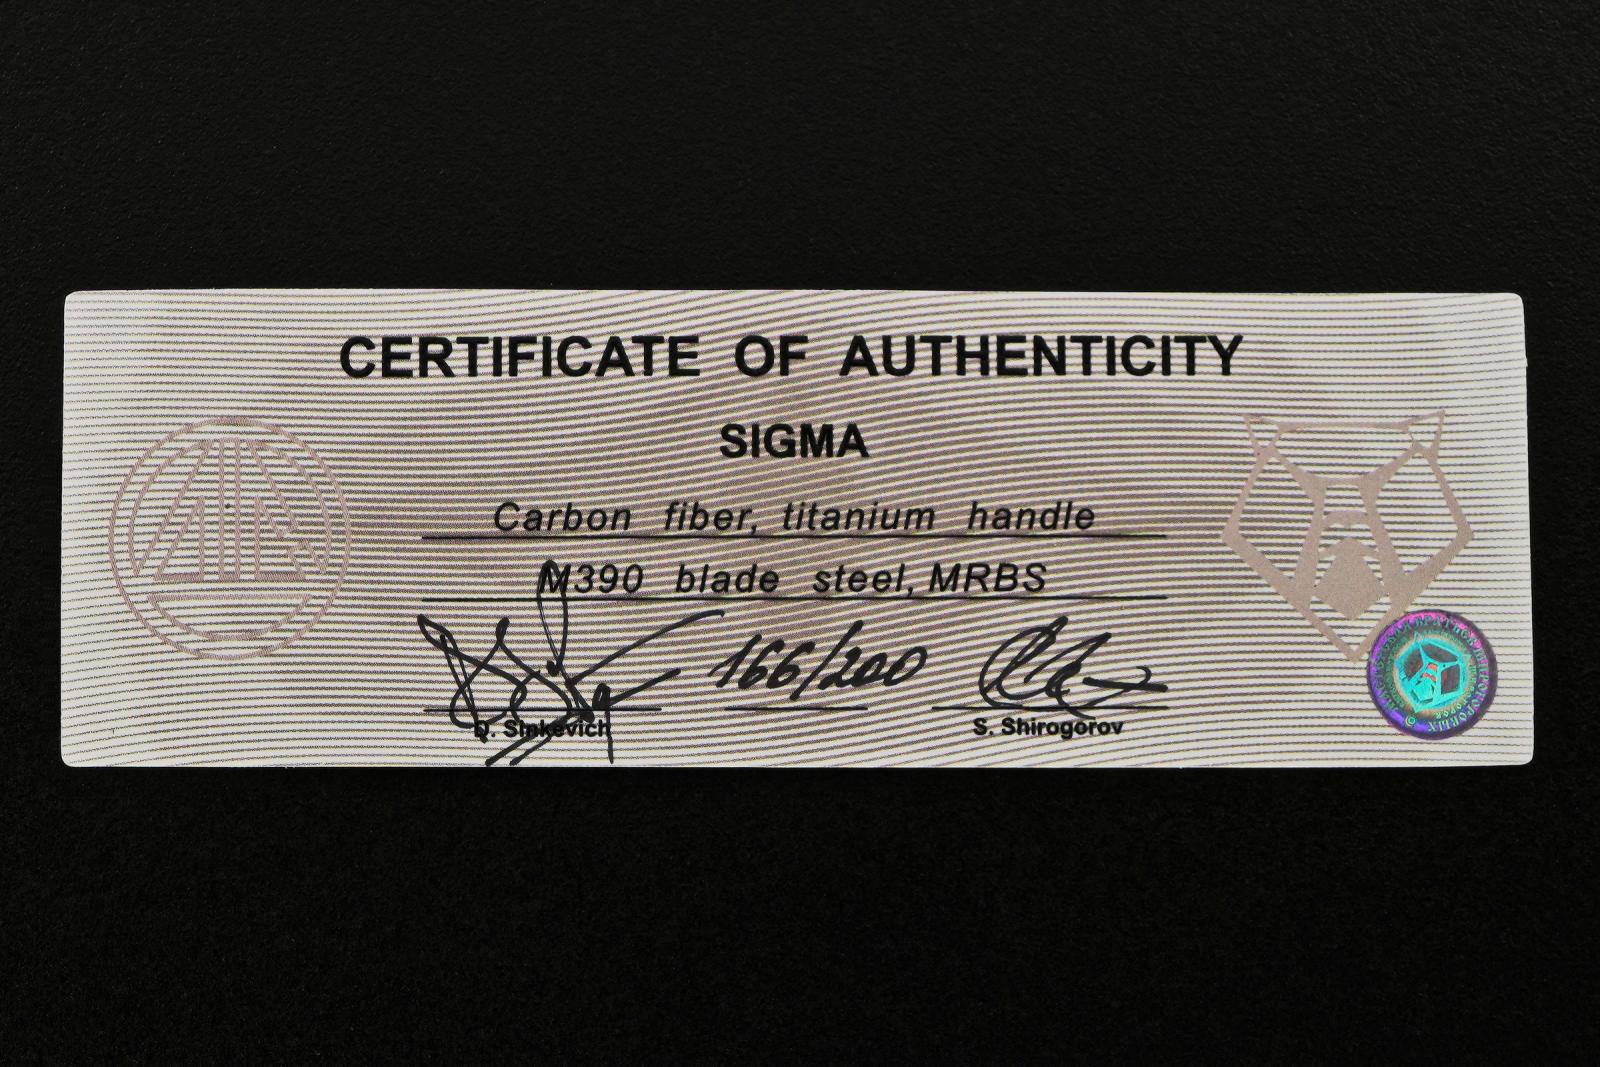 CERTIFICATE OF AUTHENTICITY
SIGMA
Carbon fiber, titanium handle
M390 blade steel, MRBS
166/200
D. Sinkevich
S. Shirogorov